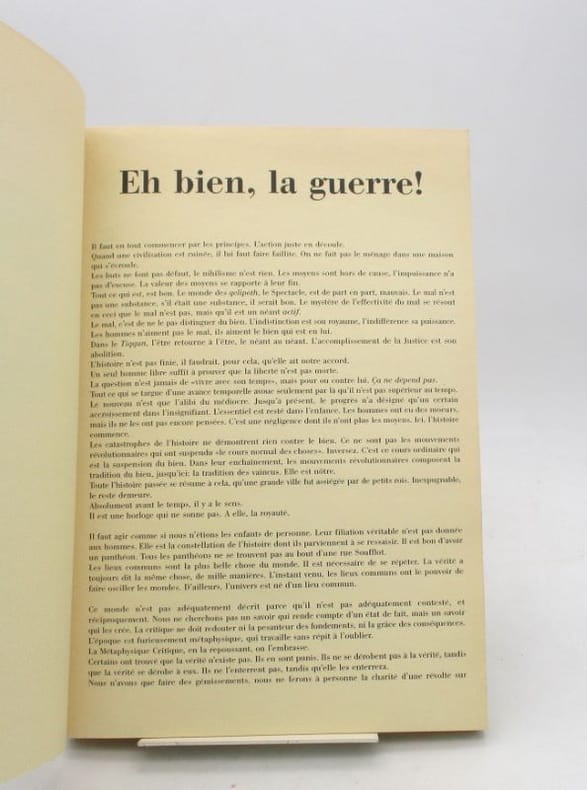 Eh bien, la guerre!
Il faut en tout commencer par les principes. L'action juste en découle.
Quand une civilisation est ruinée, il lui faut faire faillite. On ne fait pas le ménage dans une maison
qui s'écroule.
Les buts ne font pas défaut, le nihilisme n'est rien. Les moyens sont hors de cause, l'impuissance n'a
pas d'excuse. La valeur des moyens se rapporte à leur fin.
Tout ce qui est, est bon. Le monde des qelipoth, le Spectacle, est de part en part, mauvais. Le mal n'est
pas une substance, s'il était une substance, il serait bon. Le mystère de l'effectivité du mal se résout
en ceci que le mal n'est pas, mais qu'il est un néant actif.
Le mal, c'est de ne le pas distinguer du bien. L'indistinction est son royaume, l'indifférence sa puissance.
Les hommes n'aiment pas le mal, ils aiment le bien qui est en lui.
Dans le Tiqqun, l'être retourne à l'être, le néant au néant. L'accomplissement de la Justice est son
abolition.
L'histoire n'est pas finie, il faudrait, pour cela, qu'elle ait notre accord.
Un seul homme libre suffit à prouver que la liberté n'est pas morte.
La question n'est jamais de «vivre avec son temps», mais pour ou contre lui. Ça ne dépend pas.
Tout ce qui se targue d'une avance temporelle avoue seulement par là qu'il n'est pas supérieur au temps.
Le nouveau n'est que l'alibi du médiocre. Jusqu'à présent, le progrès n'a désigné qu'un certain
accroissement dans l'insignifiant. L'essentiel est resté dans l'enfance. Les hommes ont eu des moeurs,
mais ils ne les ont pas encore pensées. C'est une négligence dont ils n'ont plus les moyens. Ici, l'histoire
commence.
Les catastrophes de l'histoire ne démontrent rien contre le bien. Ce ne sont pas les mouvements
révolutionnaires qui ont suspendu «le cours normal des choses». Inversez. C'est ce cours ordinaire qui
est la suspension du bien. Dans leur enchaînement, les mouvements révolutionnaires composent la
tradition du bien, jusqu'ici: la tradition des vaincus. Elle est nôtre.
Toute l'histoire passée se résume à cela, qu'une grande ville fut assiégée par de petits rois. Inexpugnable,
le reste demeure.
Absolument avant le temps, il y a le sens.
Il est une horloge qui ne sonne pas. A elle, la royauté.
Il faut agir comme si nous n'étions les enfants de personne. Leur filiation véritable n'est pas donnée
aux hommes. Elle est la constellation de l'histoire dont ils parviennent à se ressaisir. Il est bon d'avoir
un panthéon. Tous les panthéons ne se trouvent pas au bout d'une rue Soufflot.
Les lieux communs sont la plus belle chose du monde. Il est nécessaire de se répéter. La vérité a
toujours dit la même chose, de mille manières. L'instant venu, les lieux communs ont le pouvoir de
faire osciller les mondes. D'ailleurs, l'univers est né d'un lieu commun.
Ce monde n'est pas adéquatement décrit parce qu'il n'est pas adéquatement contesté, et
réciproquement. Nous ne cherchons pas un savoir qui rende compte d'un état de fait, mais un savoir
qui les crée. La critique ne doit redouter ni la pesanteur des fondements, ni la grâce des conséquences.
L'époque est furieusement métaphysique, qui travaille sans répit à l'oublier.
La Métaphysique Critique, en la repoussant, on l'embrasse.
Certains ont trouvé que la vérité n'existe pas. Ils en sont punis. Ils ne se dérobent pas à la vérité, tandis
que la vérité se dérobe à eux. Ils ne l'enterrent pas, tandis qu'elle les enterrera.
Nous n'avons que faire des gémissements, nous ne ferons à personne la charité d'une révolte sur